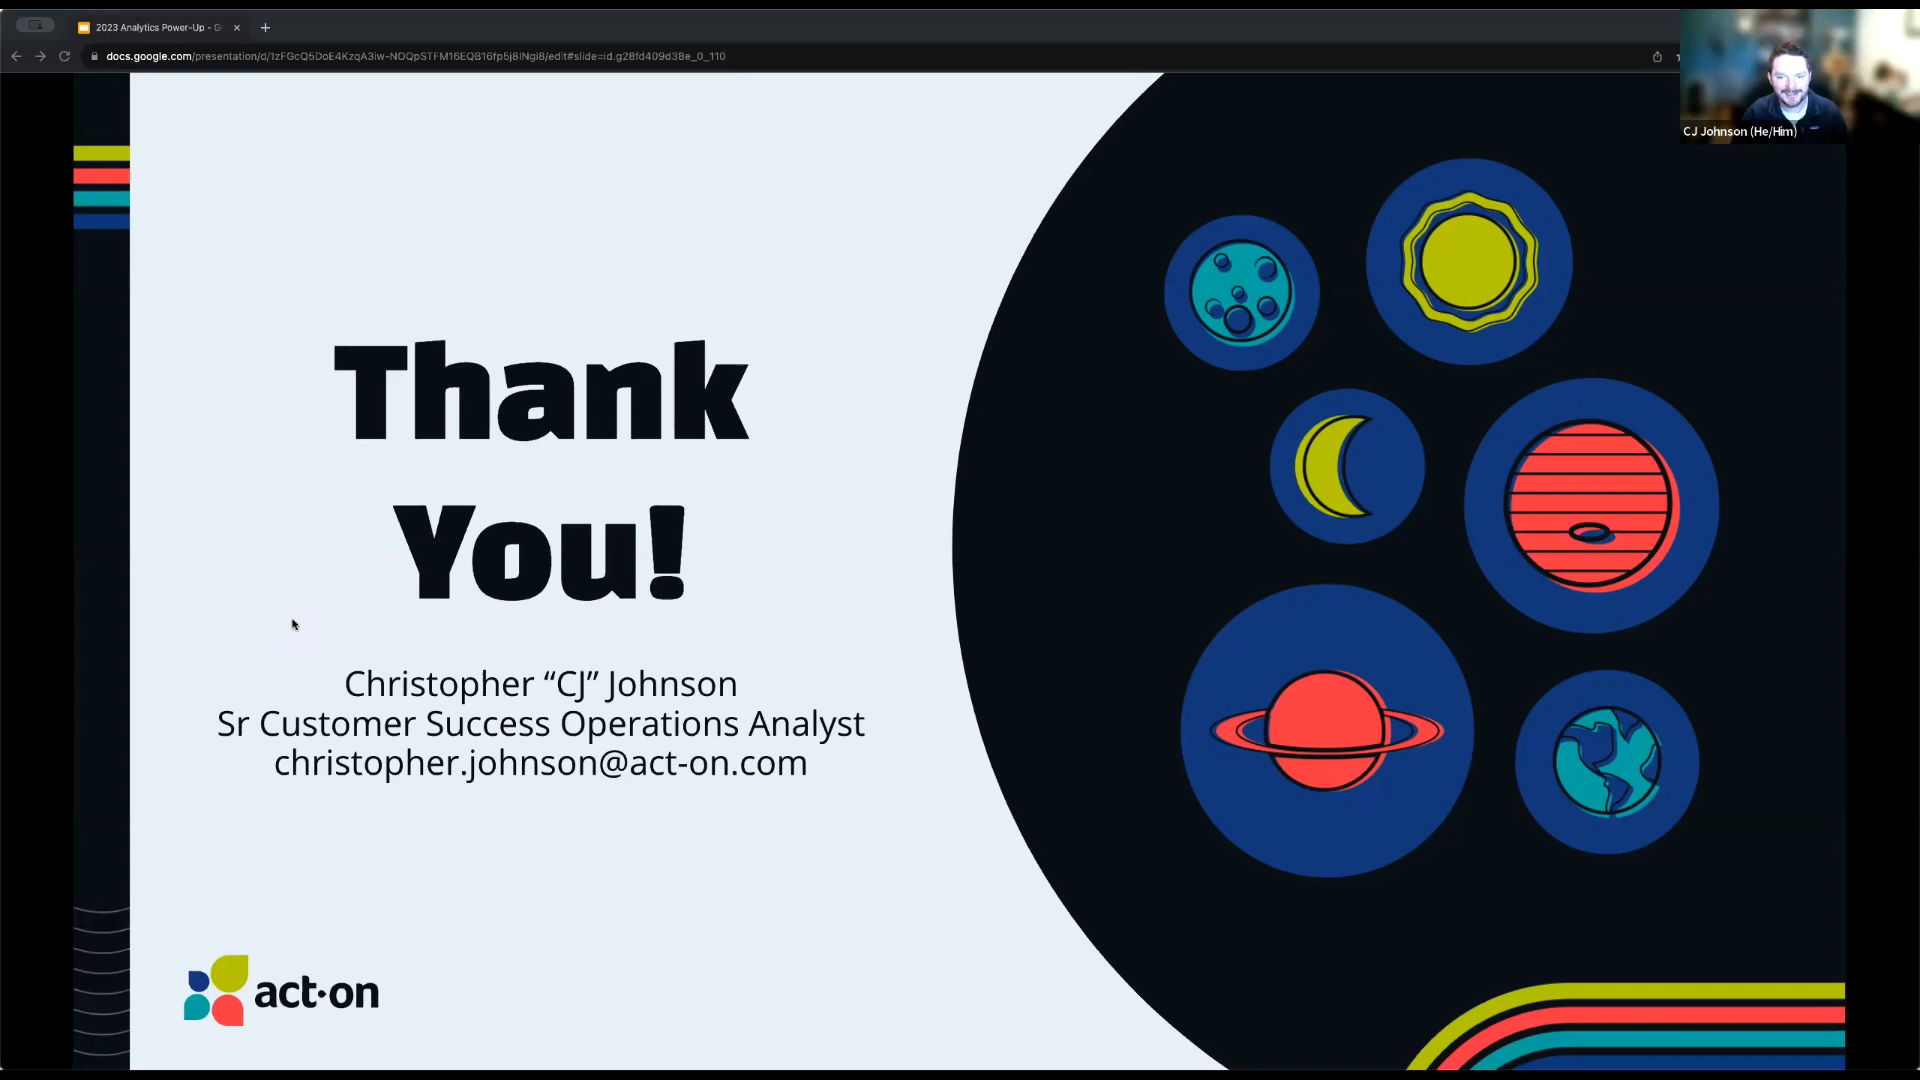 2023 Analytics Power-Up - G
docs.google.com/presentation/d/1zFGcQ5DoE4KzqA3iw-NOQpSTFM16EQB16fp5j8INgi8/edit#slide=id.g28fd409d38e_0_110
CJ Johnson (He/Him)
Thank
You!
Christopher “CJ” Johnson
Sr Customer Success Operations Analyst
christopher.johnson@act-on.com
act·on